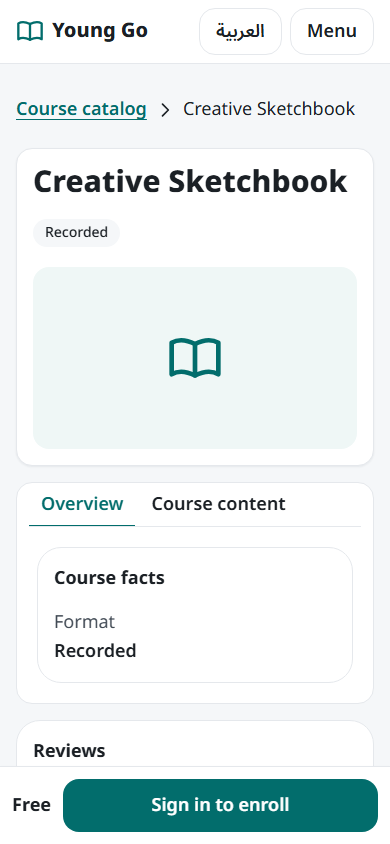 Young Go
العربية
Menu
Course catalog > Creative Sketchbook
Creative Sketchbook
Recorded
Overview
Course content
Course facts
Format
Recorded
Reviews
Free
Sign in to enroll